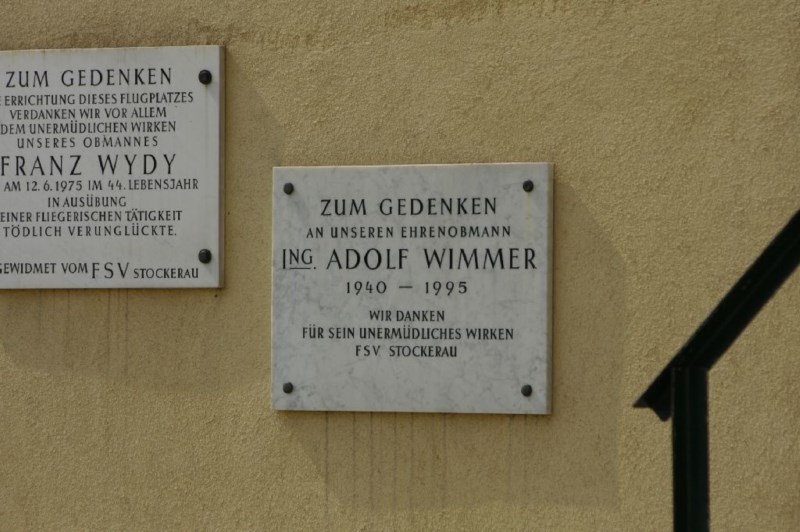 ZUM GEDENKEN
ERRICHTUNG DIESES FLUGPLATZES
VERDANKEN WIR VOR ALLEM
DEM UNERMÜDLICHEN WIRKEN
UNSERES OBMANNES
FRANZ WYDY
AM 12.6.1975 IM 44. LEBENSJAHR
IN AUSÜBUNG
EINER FLIEGERISCHEN TÄTIGKEIT
TÖDLICH VERUNGLÜCKTE.
GEWIDMET VOM FSV STOCKERAU
ZUM GEDENKEN
AN UNSEREN EHRENOBMANN
ING. ADOLF WIMMER
1940 – 1995
WIR DANKEN
FÜR SEIN UNERMÜDLICHES WIRKEN
FSV STOCKERAU